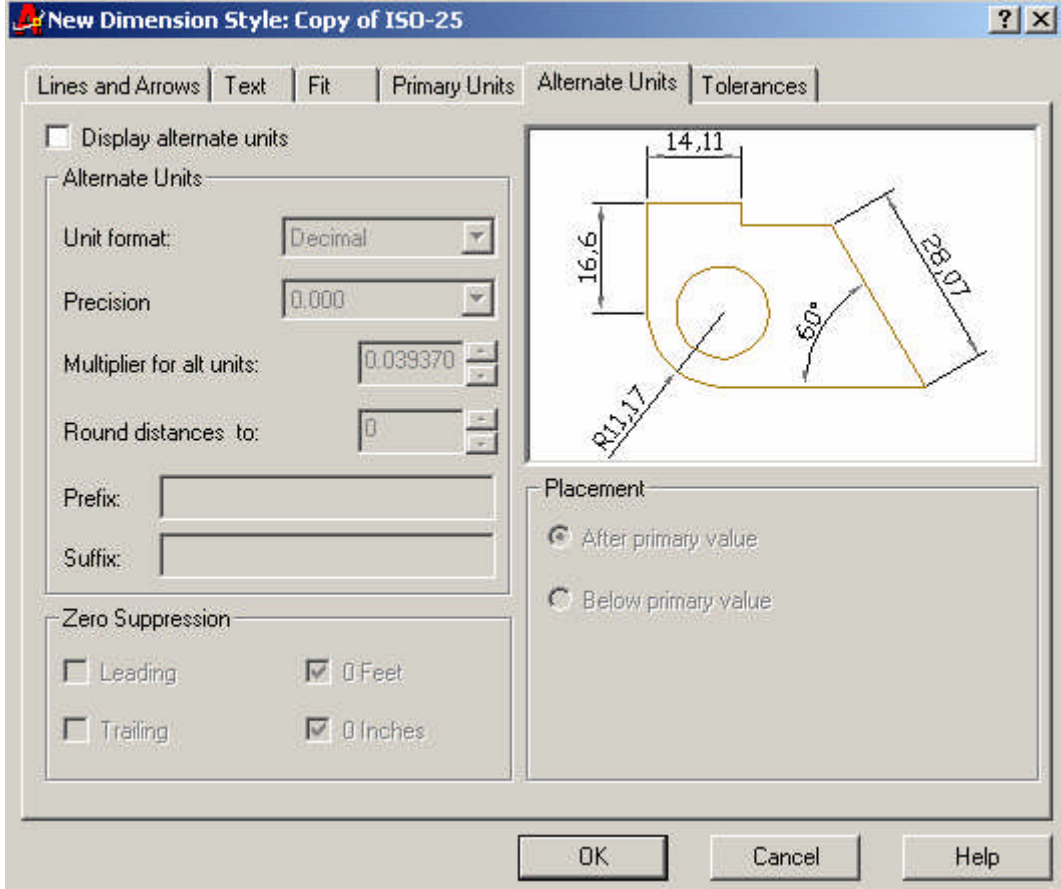 New Dimension Style: Copy of ISO-25
Lines and Arrows Text Fit Primary Units Alternate Units Tolerances
Display alternate units
Alternate Units
Unit format: Decimal
Precision 0.000
Multiplier for alt units: 0.039370
Round distances to: 0
Prefix:
Suffix:
Zero Suppression
Leading 0 Feet
Trailing 0 Inches
14,11
16,6
28,07
60°
R11,17
Placement
After primary value
Below primary value
OK Cancel Help